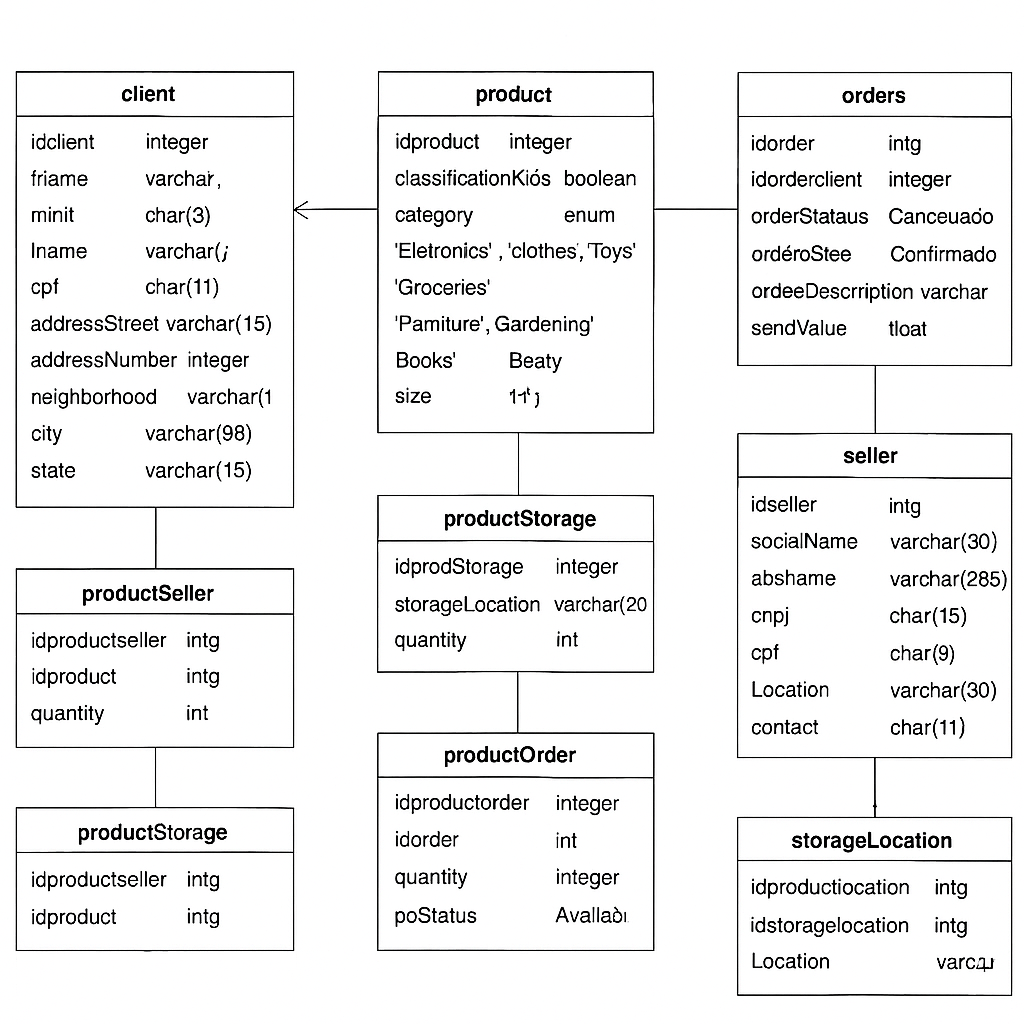 client
idclient integer
friame varchar,
minit char(3)
lname varchar(
cpf char(11)
addressStreet varchar(15)
addressNumber integer
neighborhood varchar(1
city varchar(98)
state varchar(15)
productSeller
idproductseller intg
idproduct intg
quantity int
productStorage
idproductseller intg
idproduct intg
product
idproduct integer
classificationKiós boolean
category enum
'Eletronics' , 'clothes', 'Toys'
'Groceries'
'Pamiture', Gardening'
Books' Beaty
size
productStorage
idprodStorage integer
storageLocation varchar(20
quantity int
productOrder
idproductorder integer
idorder int
quantity integer
poStatus
orders
idorder intg
idorderclient integer
orderStataus Canceuado
ordéroStee Confirmado
ordeeDescrription varchar
sendValue tloat
seller
idseller intg
socialName varchar(30)
abshame varchar(285)
cnpj char(15)
cpf char(9)
Location varchar(30)
contact char(11)
storageLocation
idproductiocation intg
idstoragelocation intg
Location